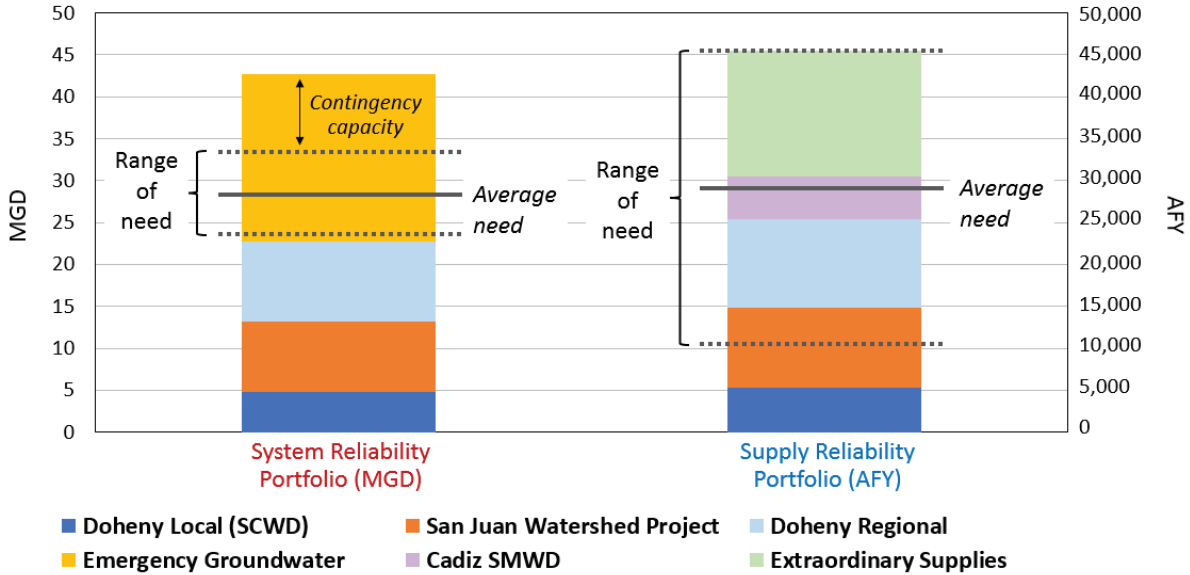 50
45
40
35
30
25
20
15
10
5
0
MGD
Contingency
capacity
Range
of
need
Average
need
Range
of
need
Average
need
50,000
45,000
40,000
35,000
30,000
25,000
20,000
15,000
10,000
5,000
0
AFY
System Reliability
Portfolio (MGD)
Supply Reliability
Portfolio (AFY)
Doheny Local (SCWD)
San Juan Watershed Project
Doheny Regional
Emergency Groundwater
Cadiz SMWD
Extraordinary Supplies